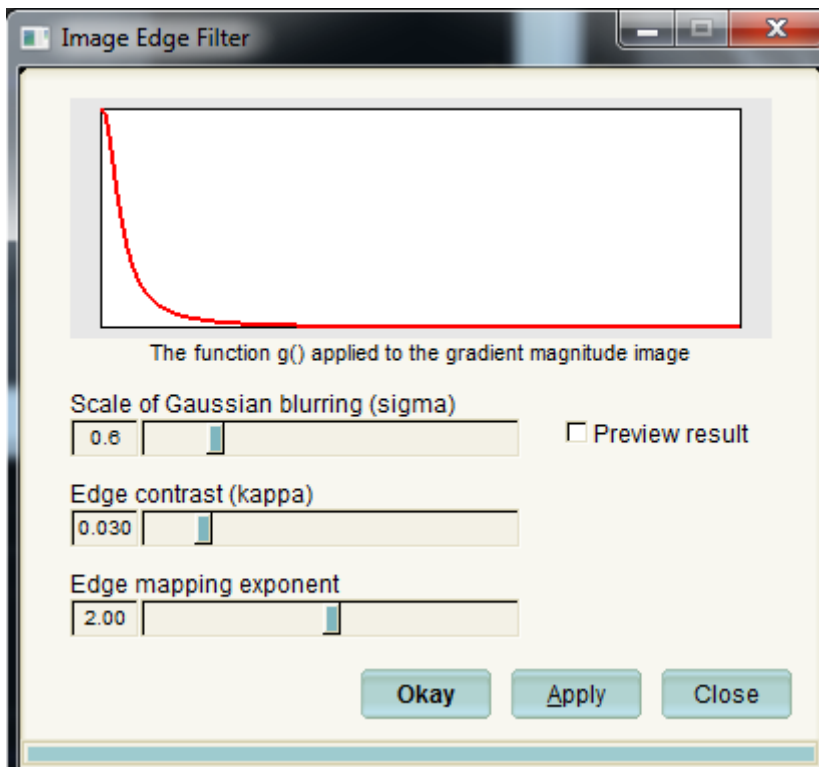 Image Edge Filter
The function g() applied to the gradient magnitude image
Scale of Gaussian blurring (sigma)
0.6
Preview result
Edge contrast (kappa)
0.030
Edge mapping exponent
2.00
Okay Apply Close